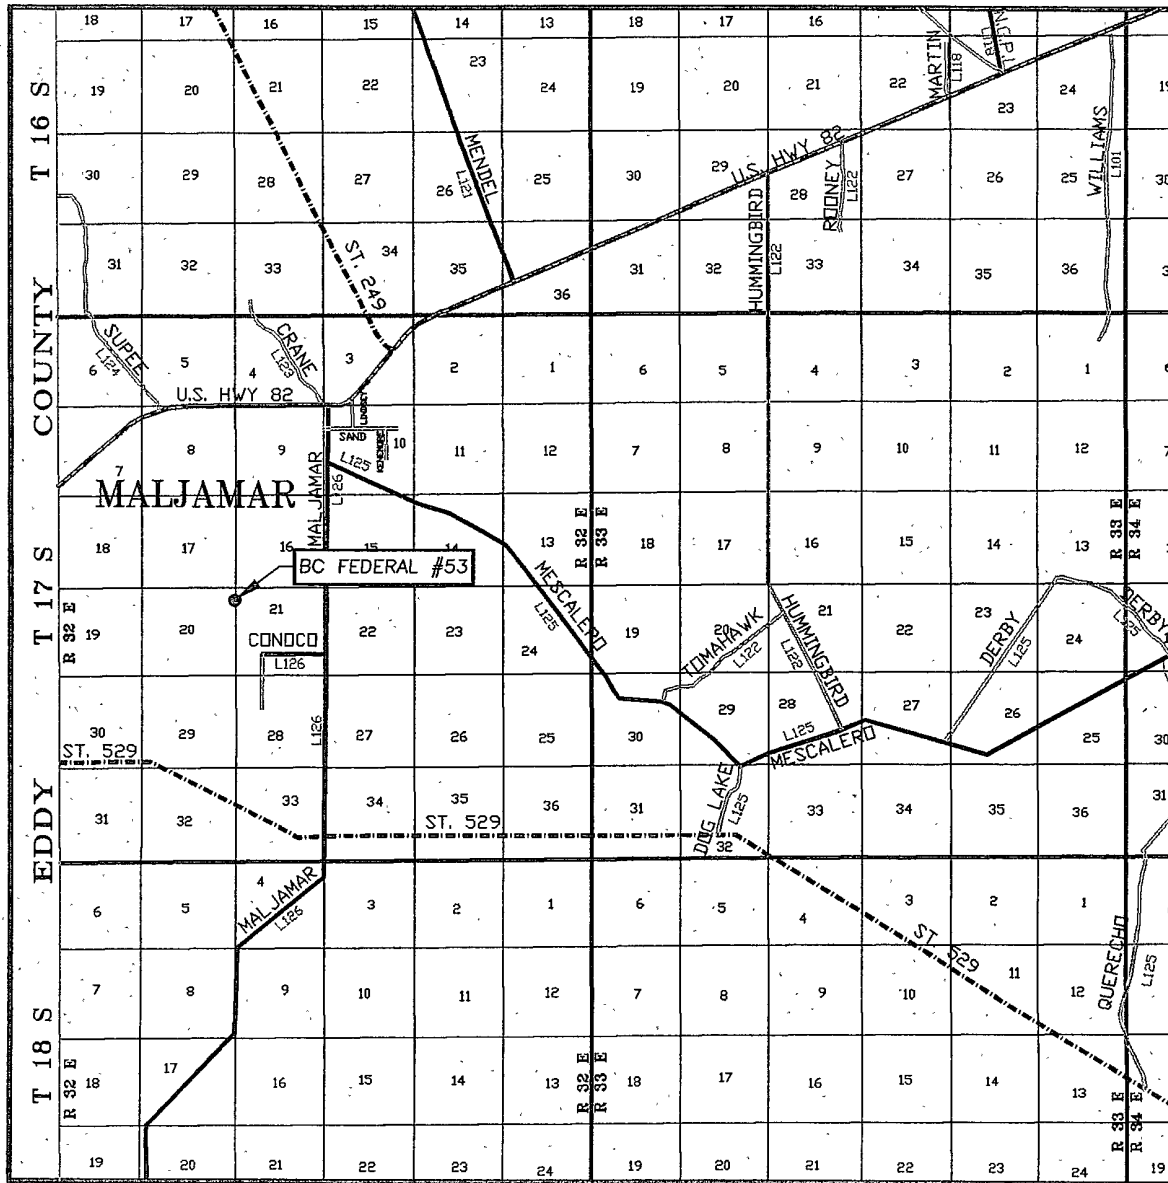 18 17 16 15 14 13 18 17 16
MARTIN L118 L118
19 20 21 22 23 24 19 20 21 22 23 24 19
T 16 S
MENDEL L121
U.S. HWY 82
WILLIAMS L101
30 29 28 27 26 25 30 29 28 27 26 25 30
ROONEY L122
HUMMINGBIRD L122
ST. 249
31 32 33 34 35 36 31 32 33 34 35 36
COUNTY
SUPEE L124
CRANE L123
6 5 4 3 2 1 6 5 4 3 2 1
U.S. HWY 82
LINDSEY
SAND
7 8 9 10 11 12 7 8 9 10 11 12 7
MALJAMAR
MALJAMAR L126
L125
R 32 E R 33 E
R 33 E R 34 E
18 17 16 15 14 13 18 17 16 15 14 13
BC FEDERAL #53
T 17 S
R 32 E
MESCALERO L125
19 20 21 22 23 24 19 20 21 22 23 24
CONOCO
L126
TOMAHAWK L122
HUMMINGBIRD L122
DERBY L125
DERBY L125
30 29 28 27 26 25 30 29 28 27 26 25 30
L126
ST. 529
L125
MESCALERO
DOG LAKE L125
31 32 33 34 35 36 31 32 33 34 35 36 31
ST. 529
EDDY
6 5 4 3 2 1 6 5 4 3 2 1
MALJAMAR
L126
ST. 529
QUERECHO L125
7 8 9 10 11 12 7 8 9 10 11 12
T 18 S
R 32 E
R 32 E R 33 E
R 33 E R 34 E
18 17 16 15 14 13 18 17 16 15 14 13
19 20 21 22 23 24 19 20 21 22 23 24 19